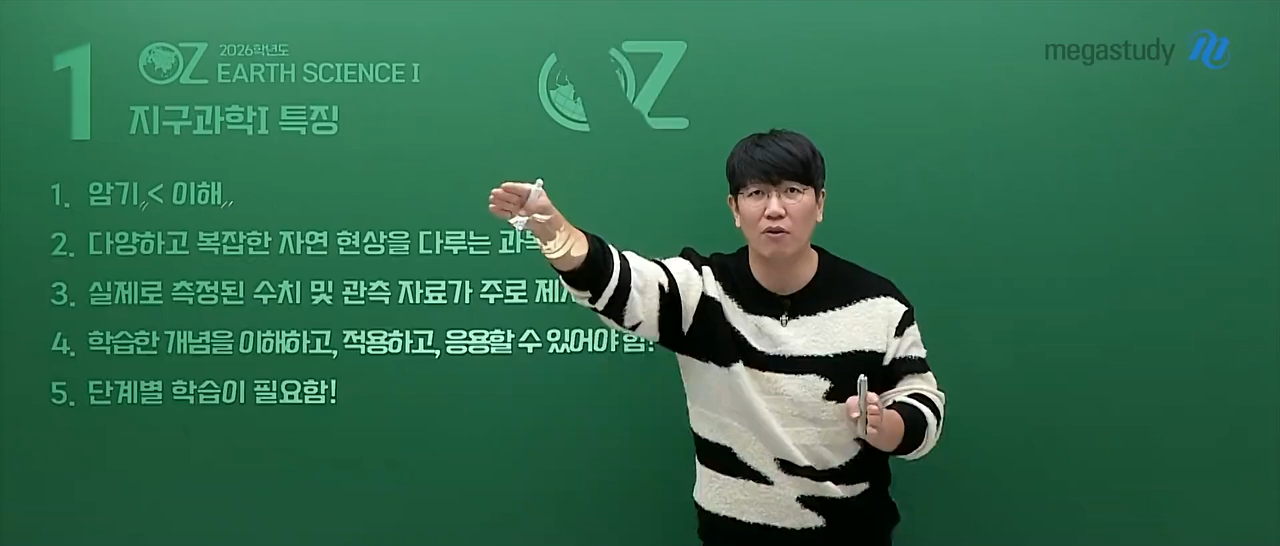 1
OZ 2026학년도
EARTH SCIENCE I
지구과학I 특징
OZ
megastudy
1. 암기 < 이해
2. 다양하고 복잡한 자연 현상을 다루는
3. 실제로 측정된 수치 및 관측 자료가 주로
4. 학습한 개념을 이해하고, 적용하고, 응용할 수 있어야 함!
5. 단계별 학습이 필요함!